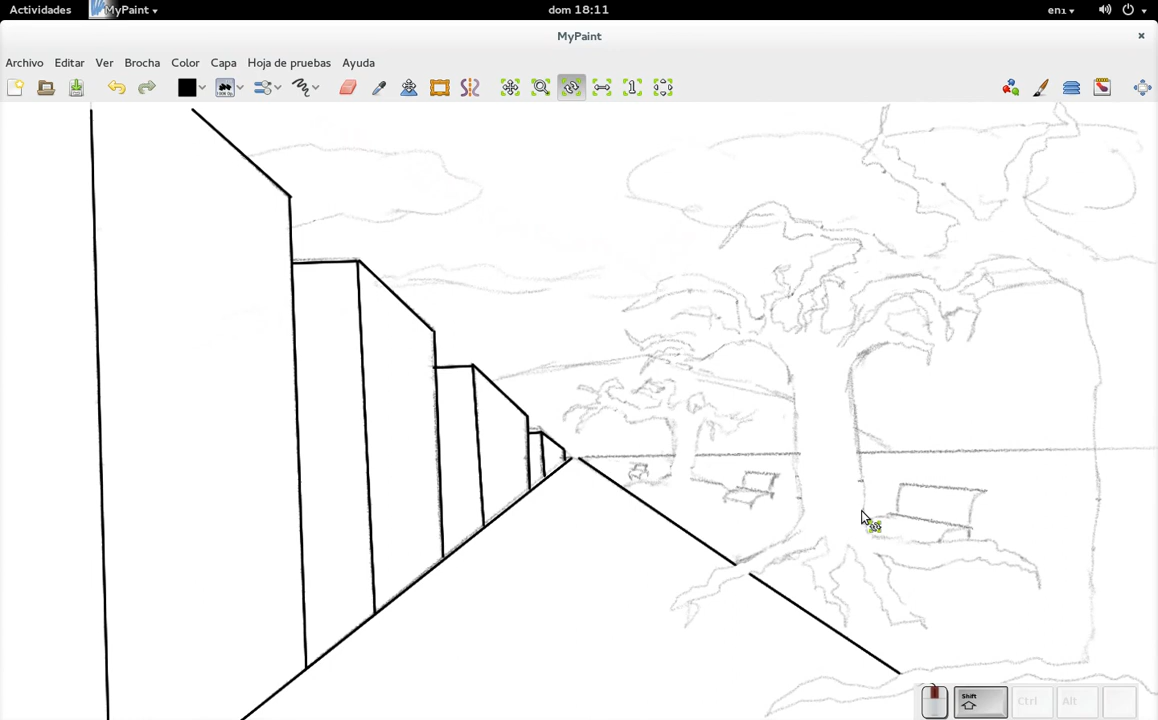 Actividades MyPaint dom 18:11 en1
MyPaint
Archivo Editar Ver Brocha Color Capa Hoja de pruebas Ayuda
1
Shift Ctrl Alt